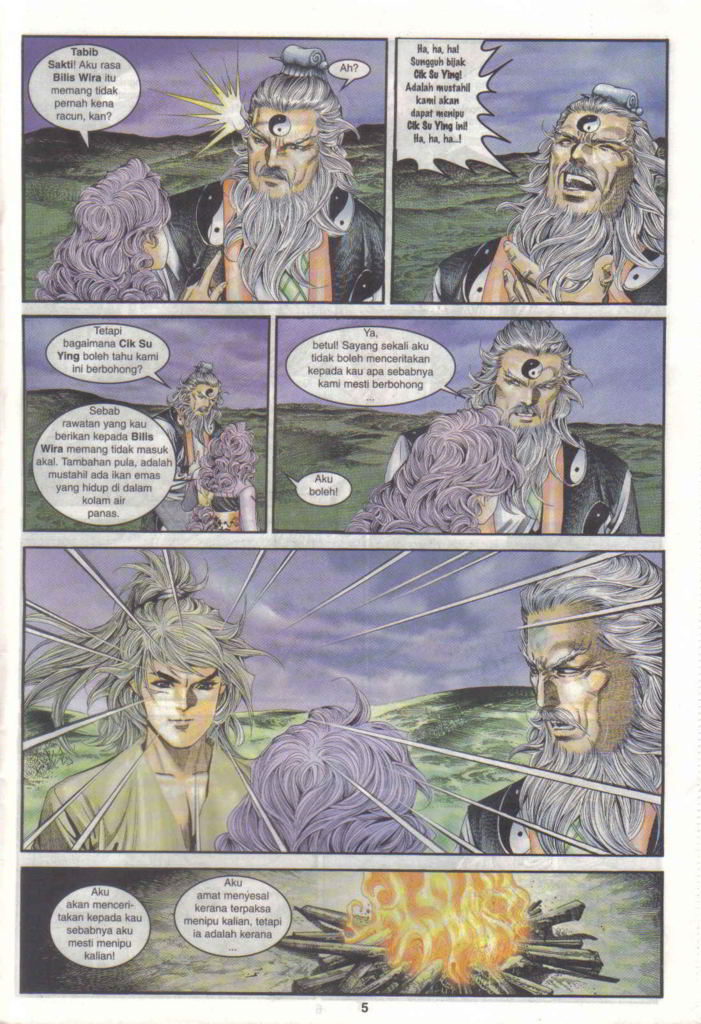 Tabib
Sakti! Aku rasa
Bilis Wira itu
memang tidak
pernah kena
racun, kan?
Ah?
Ha, ha, ha!
Sungguh bijak
Cik Su Ying!
Adalah mustahil
kami akan
dapat menipu
Cik Su Ying ini!
Ha, ha, ha...!
Tetapi
bagaimana Cik Su
Ying boleh tahu kami
ini berbohong?
Sebab
rawatan yang kau
berikan kepada Bilis
Wira memang tidak masuk
akal. Tambahan pula, adalah
mustahil ada ikan emas
yang hidup di dalam
kolam air
panas.
Ya,
betul! Sayang sekali aku
tidak boleh menceritakan
kepada kau apa sebabnya
kami mesti berbohong
...
Aku
boleh!
Aku
akan menceri-
takan kepada kau
sebabnya aku
mesti menipu
kalian!
Aku
amat menyesal
kerana terpaksa
menipu kalian, tetapi
ia adalah kerana
...
5